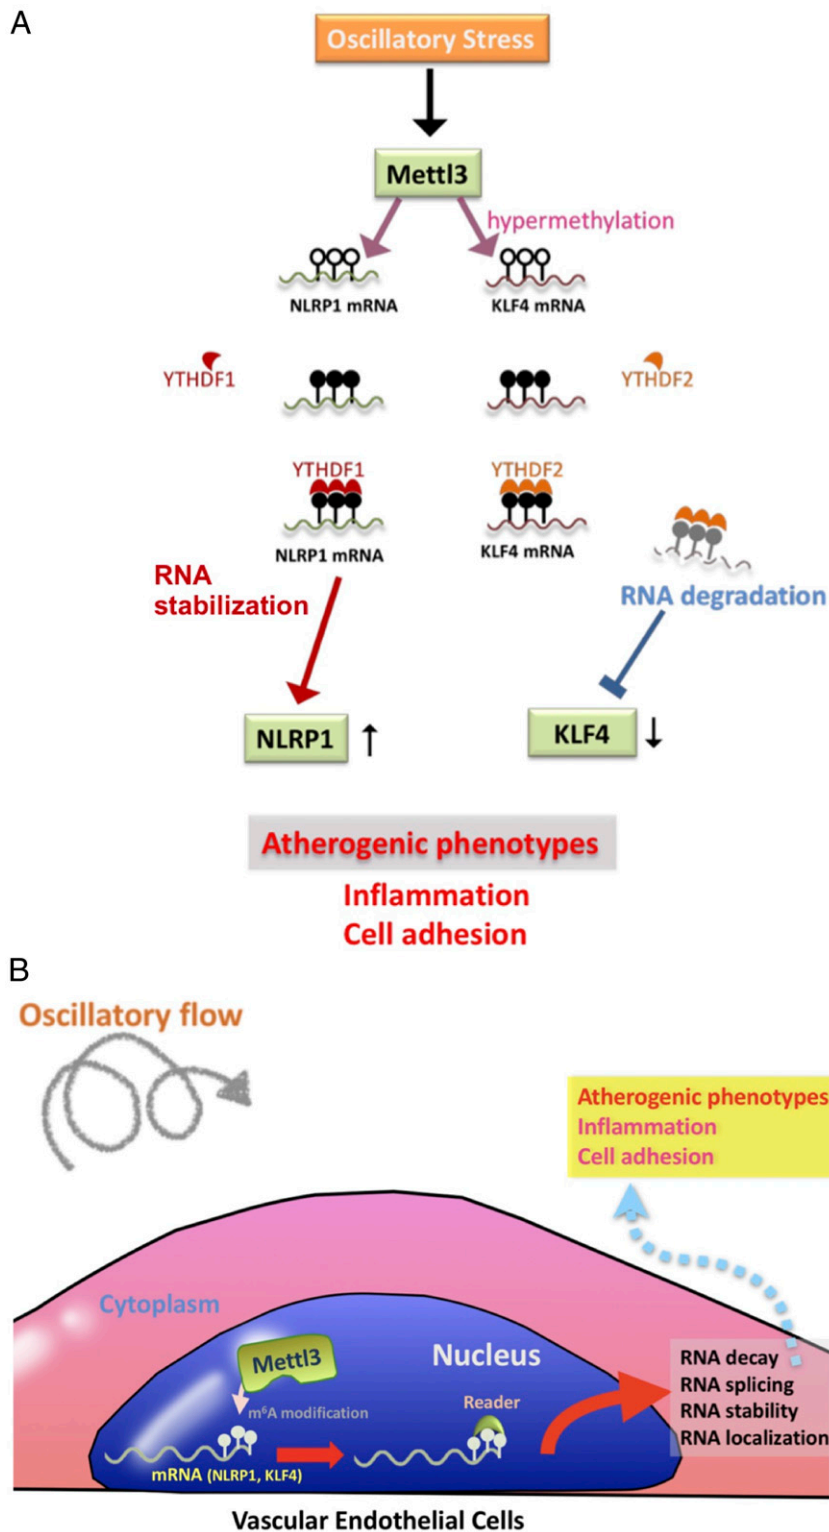 A
Oscillatory Stress
Mettl3
hypermethylation
NLRP1 mRNA
KLF4 mRNA
YTHDF1
YTHDF2
YTHDF1
YTHDF2
NLRP1 mRNA
KLF4 mRNA
RNA
stabilization
RNA degradation
NLRP1 ↑
KLF4 ↓
Atherogenic phenotypes
Inflammation
Cell adhesion
B
Oscillatory flow
Atherogenic phenotypes
Inflammation
Cell adhesion
Cytoplasm
Mettl3
Nucleus
m⁶A modification
Reader
mRNA (NLRP1, KLF4)
RNA decay
RNA splicing
RNA stability
RNA localization
Vascular Endothelial Cells